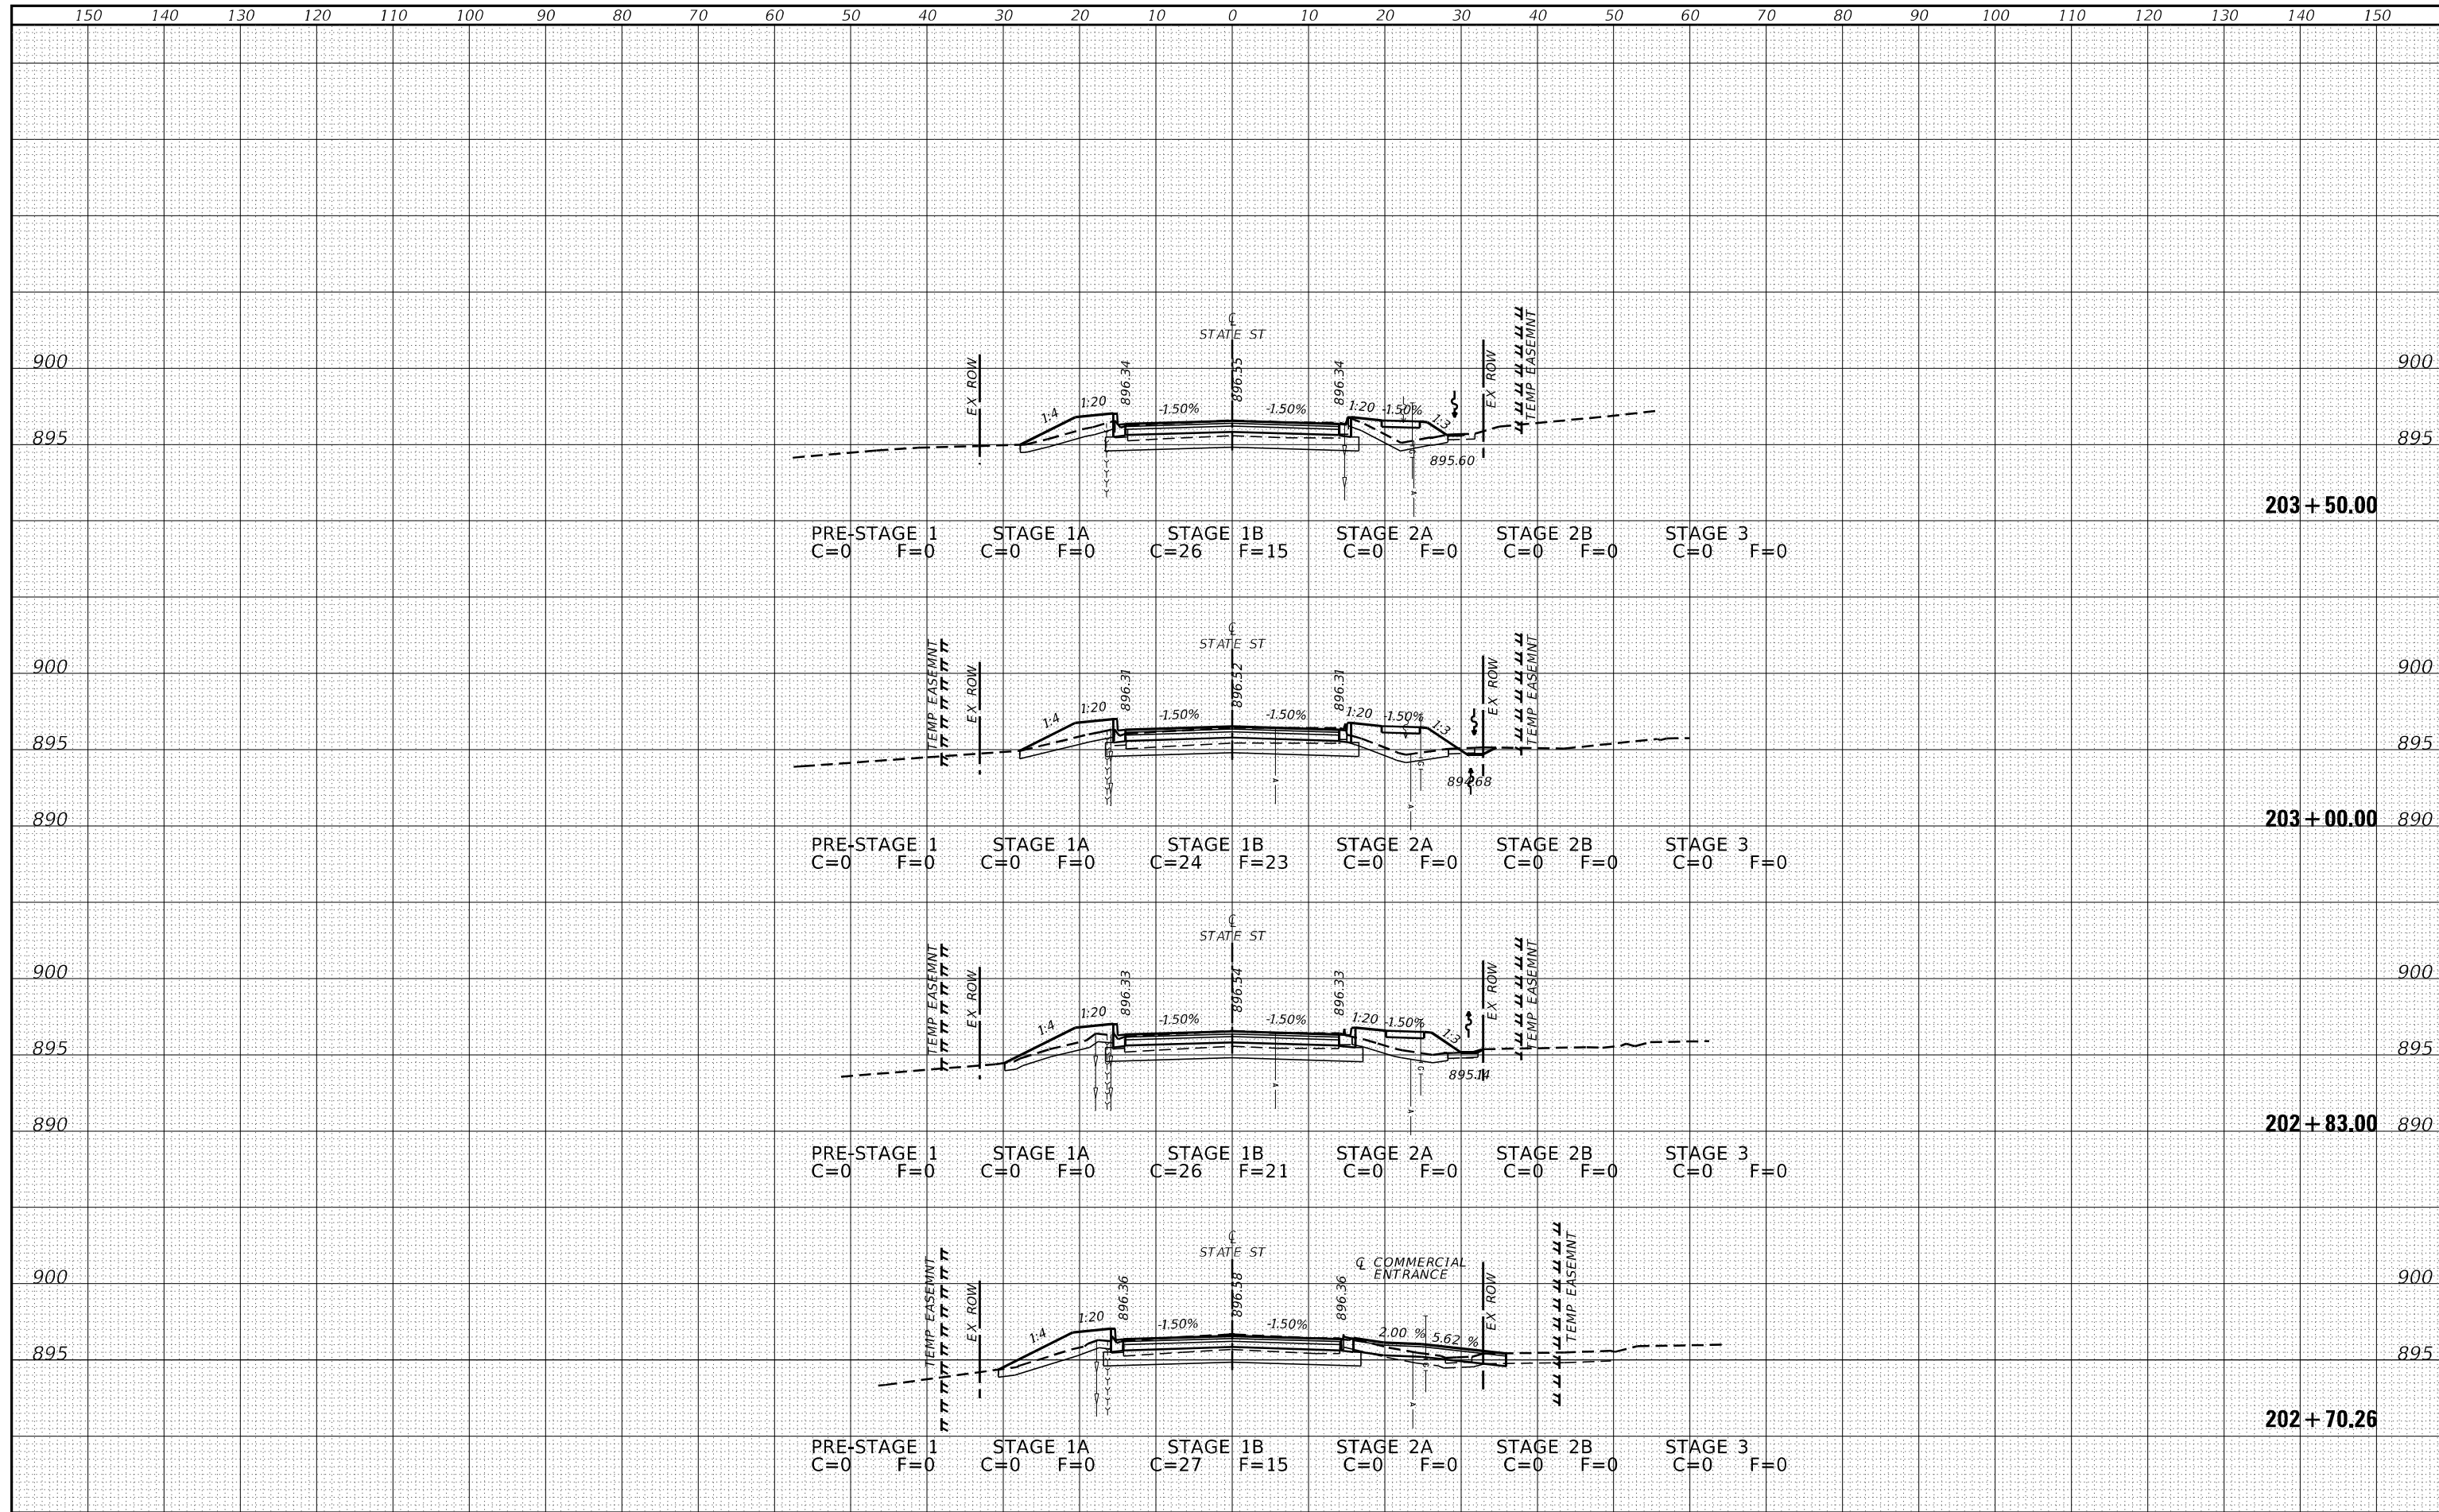 150 140 130 120 110 100 90 80 70 60 50 40 30 20 10 0 10 20 30 40 50 60 70 80 90 100 110 120 130 140 150
℄
STATE ST
900 EX ROW 1:4 1:20 896.34 -1.50% 896.55 -1.50% 896.34 1:20 -1.50% 1:3 EX ROW TEMP EASEMNT 900
895 895.60 895
203+50.00
PRE-STAGE 1 STAGE 1A STAGE 1B STAGE 2A STAGE 2B STAGE 3
C=0 F=0 C=0 F=0 C=26 F=15 C=0 F=0 C=0 F=0 C=0 F=0
℄
STATE ST
900 TEMP EASEMNT EX ROW 1:4 1:20 896.31 -1.50% 896.52 -1.50% 896.31 1:20 -1.50% 1:3 EX ROW TEMP EASEMNT 900
895 894.68 895
890 203+00.00 890
PRE-STAGE 1 STAGE 1A STAGE 1B STAGE 2A STAGE 2B STAGE 3
C=0 F=0 C=0 F=0 C=24 F=23 C=0 F=0 C=0 F=0 C=0 F=0
℄
STATE ST
900 TEMP EASEMNT EX ROW 1:4 1:20 896.33 -1.50% 896.54 -1.50% 896.33 1:20 -1.50% 1:3 EX ROW TEMP EASEMNT 900
895 895.14 895
890 202+83.00 890
PRE-STAGE 1 STAGE 1A STAGE 1B STAGE 2A STAGE 2B STAGE 3
C=0 F=0 C=0 F=0 C=26 F=21 C=0 F=0 C=0 F=0 C=0 F=0
℄
STATE ST
℄ COMMERCIAL
ENTRANCE
900 TEMP EASEMNT EX ROW 1:4 1:20 896.36 -1.50% 896.58 -1.50% 896.36 2.00 % 5.62 % EX ROW TEMP EASEMNT 900
895 895
202+70.26
PRE-STAGE 1 STAGE 1A STAGE 1B STAGE 2A STAGE 2B STAGE 3
C=0 F=0 C=0 F=0 C=27 F=15 C=0 F=0 C=0 F=0 C=0 F=0